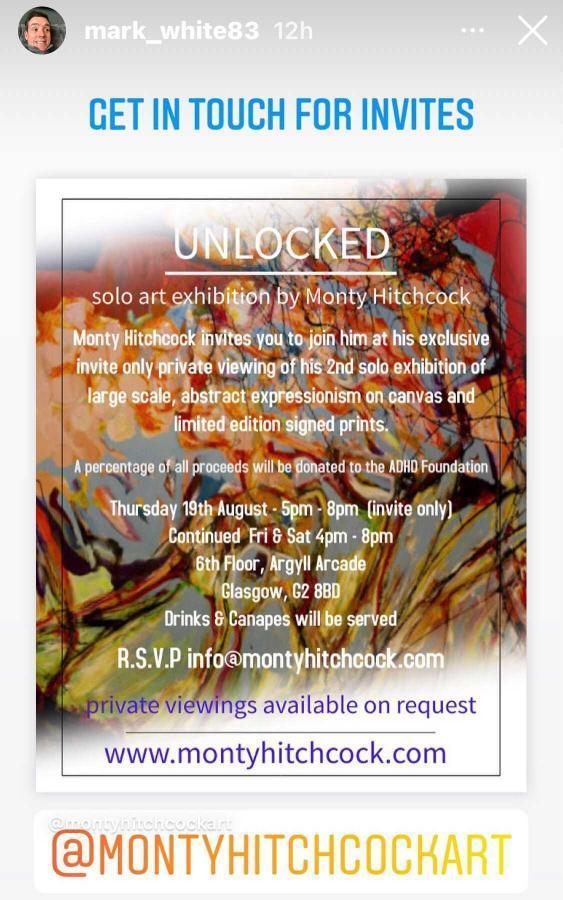 mark_white83 12h
GET IN TOUCH FOR INVITES
UNLOCKED
solo art exhibition by Monty Hitchcock
Monty Hitchcock invites you to join him at his exclusive
invite only private viewing of his 2nd solo exhibition of
large scale, abstract expressionism on canvas and
limited edition signed prints.
A percentage of all proceeds will be donated to the ADHD Foundation
Thursday 19th August - 5pm - 8pm (invite only)
Continued Fri & Sat 4pm - 8pm
6th Floor, Argyll Arcade
Glasgow, G2 8BD
Drinks & Canapes will be served
R.S.V.P info@montyhitchcock.com
private viewings available on request
www.montyhitchcock.com
@montyhitchcockart
@MONTYHITCHCOCKART